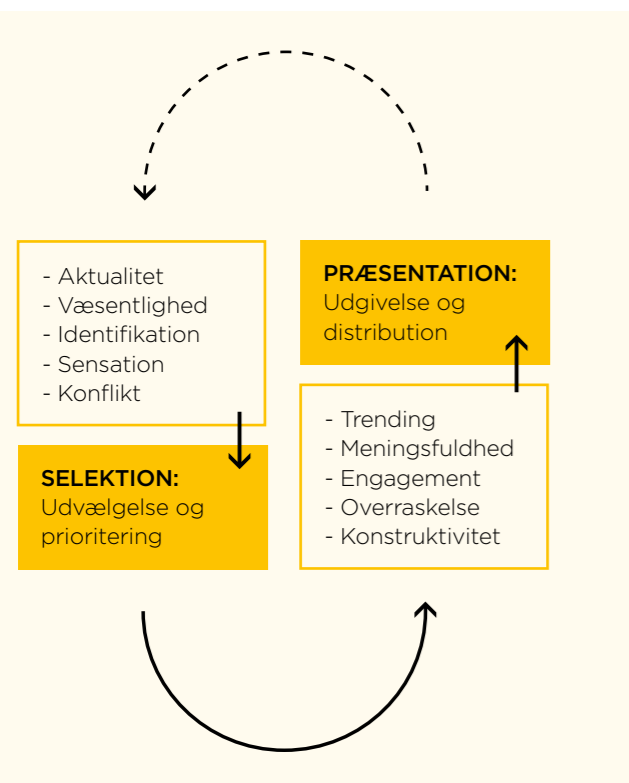 - Aktualitet
- Væsentlighed
- Identifikation
- Sensation
- Konflikt
SELEKTION:
Udvælgelse og
prioritering
PRÆSENTATION:
Udgivelse og
distribution
- Trending
- Meningsfuldhed
- Engagement
- Overraskelse
- Konstruktivitet